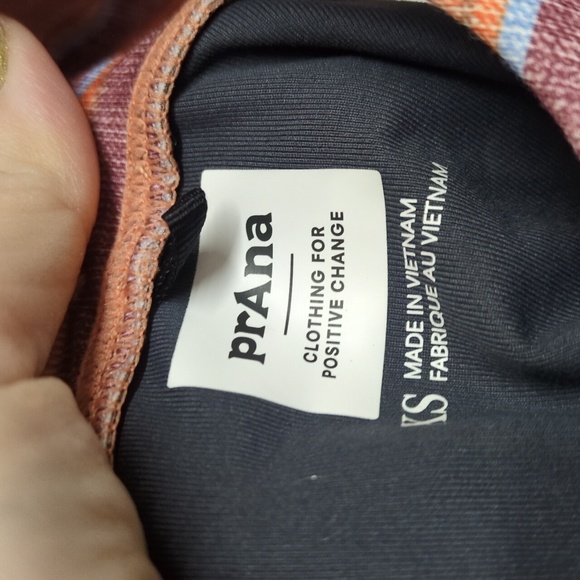 prAna
CLOTHING FOR
POSITIVE CHANGE
XS
MADE IN VIETNAM
FABRIQUE AU VIETNAM